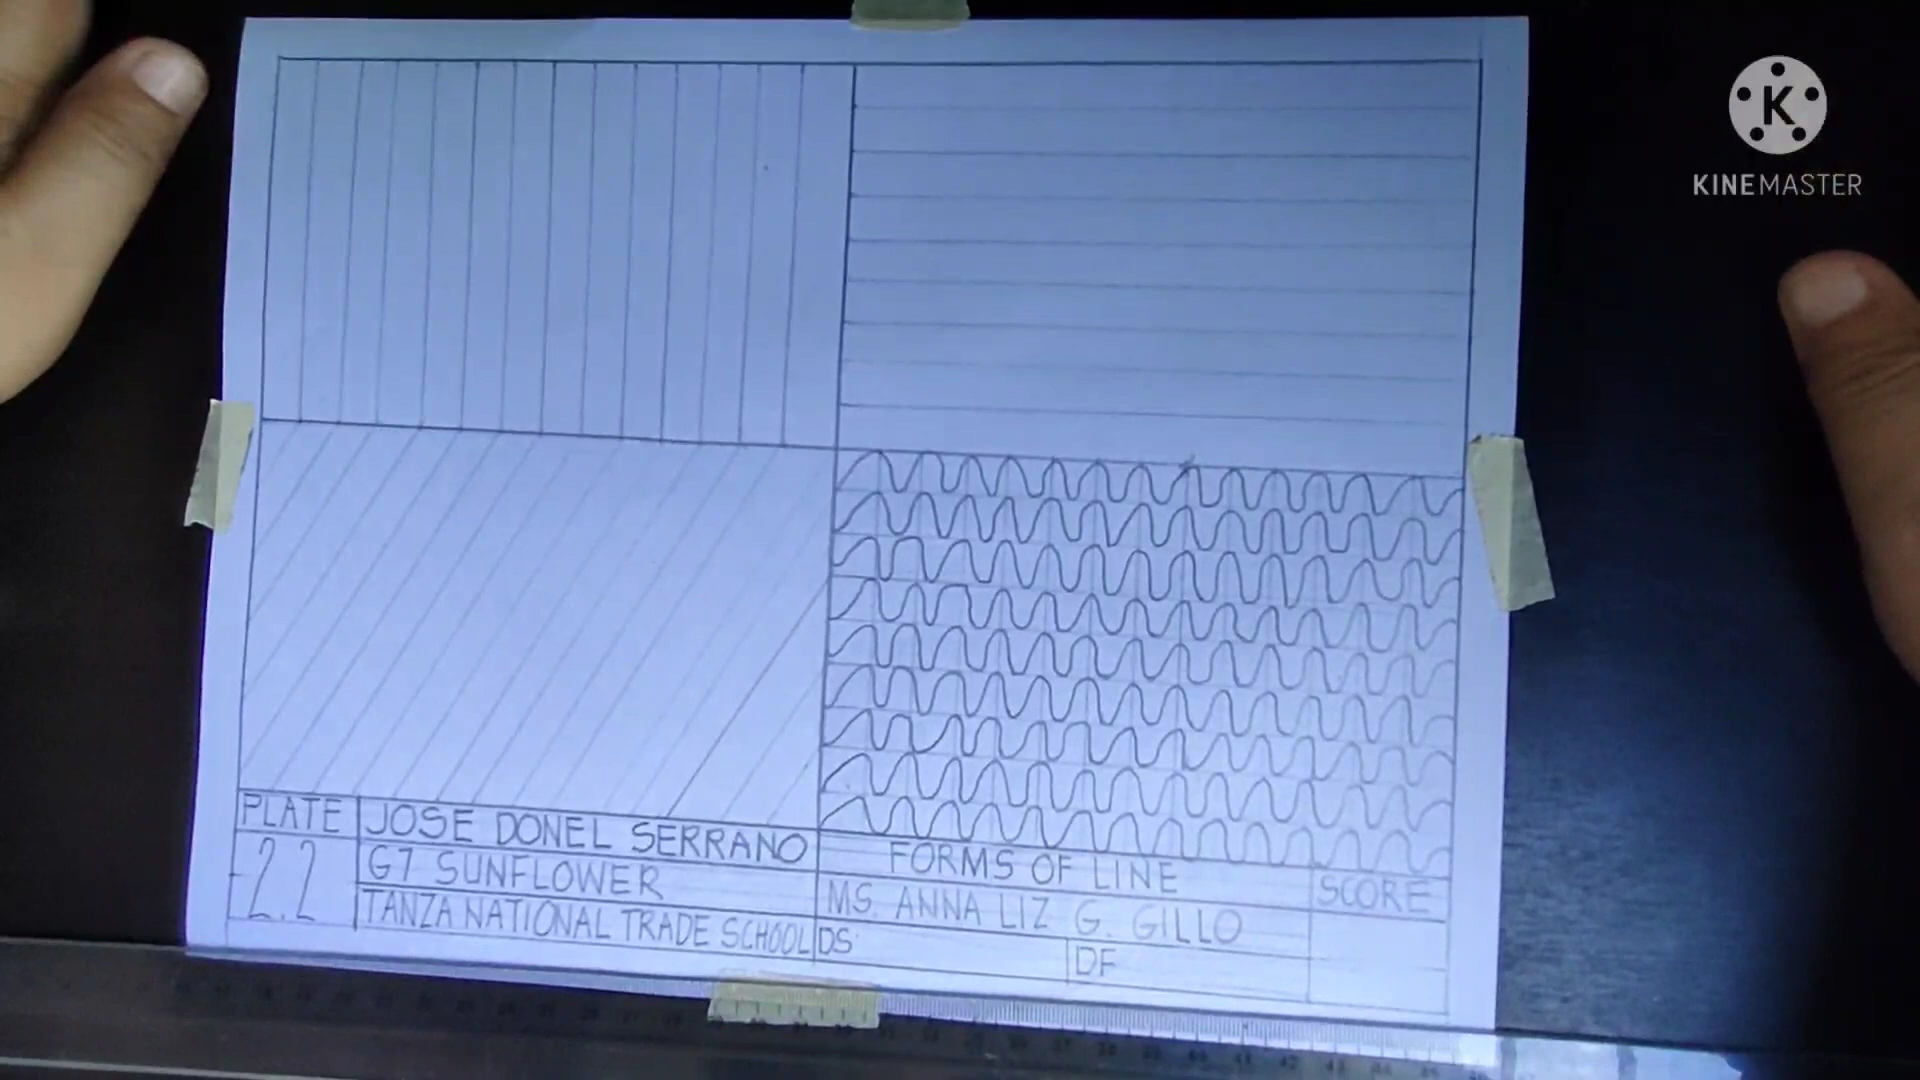 KINEMASTER
PLATE
2.2
JOSE DONEL SERRANO
G7 SUNFLOWER
TANZA NATIONAL TRADE SCHOOL
FORMS OF LINE
MS. ANNA LIZ G. GILLO
DS
DF
SCORE